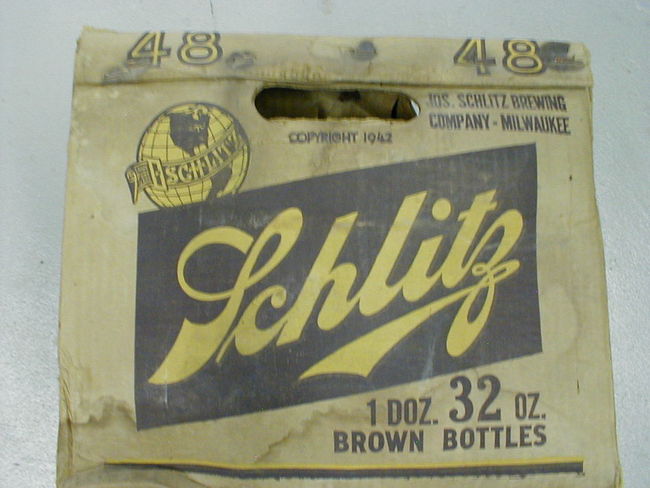 48 48
JOS. SCHLITZ BREWING
COMPANY - MILWAUKEE
COPYRIGHT 1942
SCHLITZ
Schlitz
1 DOZ. 32 OZ.
BROWN BOTTLES